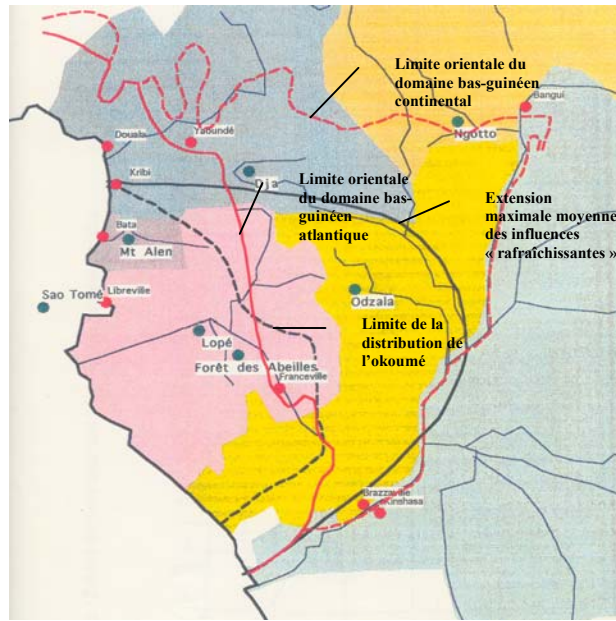 Limite orientale du
domaine bas-guinéen
continental
Bangui
Ngotto
Douala
Yaoundé
Kribi
Dja
Limite orientale
du domaine bas-
guinéen
atlantique
Extension
maximale moyenne
des influences
« rafraîchissantes »
Bata
Mt Alen
Sao Tomé
Libreville
Odzala
Lopé
Forêt des Abeilles
Franceville
Limite de la
distribution de
l’okoumé
Brazzaville
Kinshasa